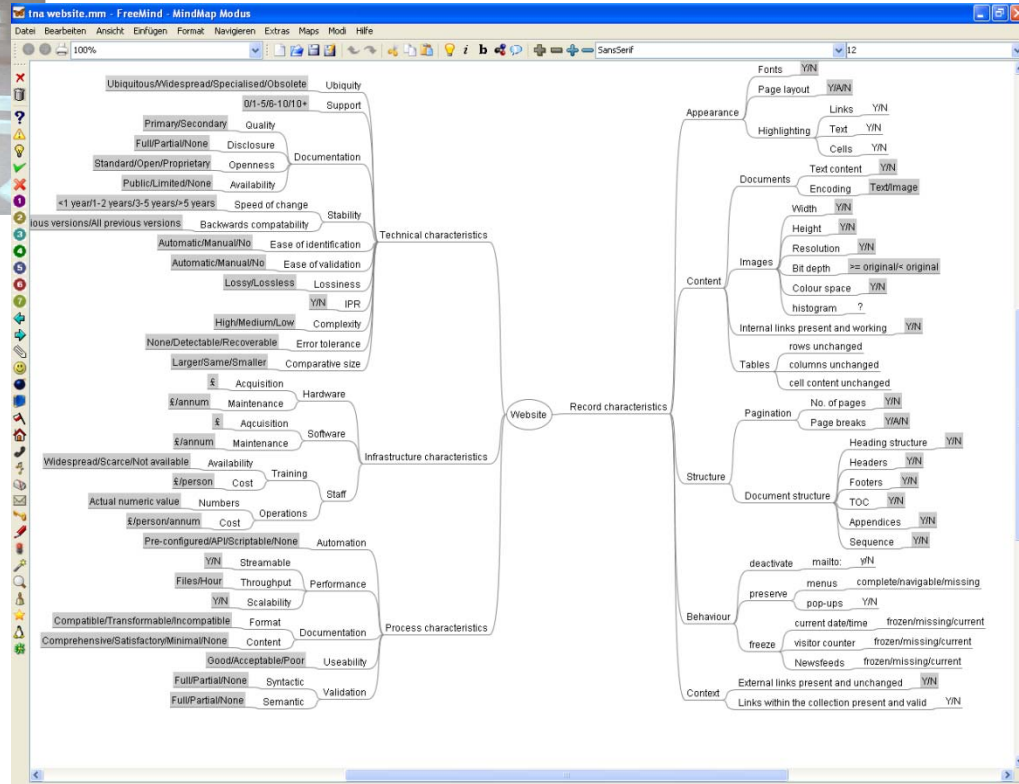 tna website.mm - FreeMind - MindMap Modus
Datei Bearbeiten Ansicht Einfügen Format Navigieren Extras Maps Modi Hilfe
100%
SansSerif
12
Ubiquitous/Widespread/Specialised/Obsolete Ubiquity
0/1-5/6-10/10+ Support
Primary/Secondary Quality
Full/Partial/None Disclosure
Documentation
Standard/Open/Proprietary Openness
Public/Limited/None Availability
<1 year/1-2 years/3-5 years/>5 years Speed of change
Stability
ious versions/All previous versions Backwards compatability
Technical characteristics
Automatic/Manual/No Ease of identification
Automatic/Manual/No Ease of validation
Lossy/Lossless Lossiness
Y/N IPR
High/Medium/Low Complexity
None/Detectable/Recoverable Error tolerance
Larger/Same/Smaller Comparative size
£ Acquisition
Hardware
£/annum Maintenance
£ Aqcuisition
Software
£/annum Maintenance
Infrastructure characteristics
Widespread/Scarce/Not available Availability
Training
£/person Cost
Staff
Actual numeric value Numbers
Operations
£/person/annum Cost
Pre-configured/API/Scriptable/None Automation
Y/N Streamable
Files/Hour Throughput
Performance
Y/N Scalability
Compatible/Transformable/Incompatible Format
Documentation
Process characteristics
Comprehensive/Satisfactory/Minimal/None Content
Good/Acceptable/Poor Useability
Full/Partial/None Syntactic
Validation
Full/Partial/None Semantic
Website
Record characteristics
Appearance
Fonts Y/N
Page layout Y/A/N
Highlighting
Links Y/N
Text Y/N
Cells Y/N
Content
Documents
Text content Y/N
Encoding Text/Image
Images
Width Y/N
Height Y/N
Resolution Y/N
Bit depth >= original/< original
Colour space Y/N
histogram ?
Internal links present and working Y/N
Tables
rows unchanged
columns unchanged
cell content unchanged
Structure
Pagination
No. of pages Y/N
Page breaks Y/A/N
Document structure
Heading structure Y/N
Headers Y/N
Footers Y/N
TOC Y/N
Appendices Y/N
Sequence Y/N
Behaviour
deactivate mailto: y/N
preserve
menus complete/navigable/missing
pop-ups Y/N
freeze
current date/time frozen/missing/current
visitor counter frozen/missing/current
Newsfeeds frozen/missing/current
Context
External links present and unchanged Y/N
Links within the collection present and valid Y/N